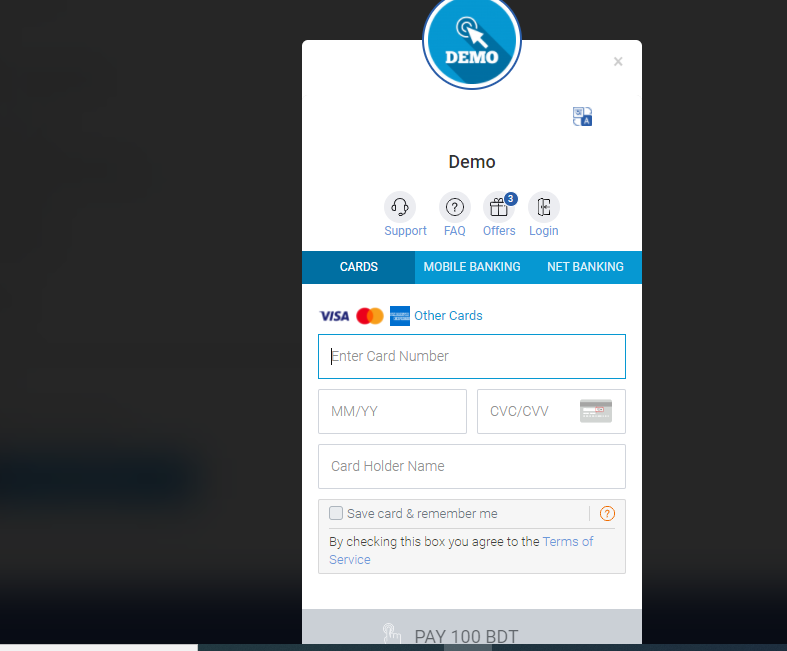 DEMO
×
A
Demo
3
Support FAQ Offers Login
CARDS MOBILE BANKING NET BANKING
VISA Other Cards
Enter Card Number
MM/YY CVC/CVV
Card Holder Name
Save card & remember me ?
By checking this box you agree to the Terms of
Service
PAY 100 BDT